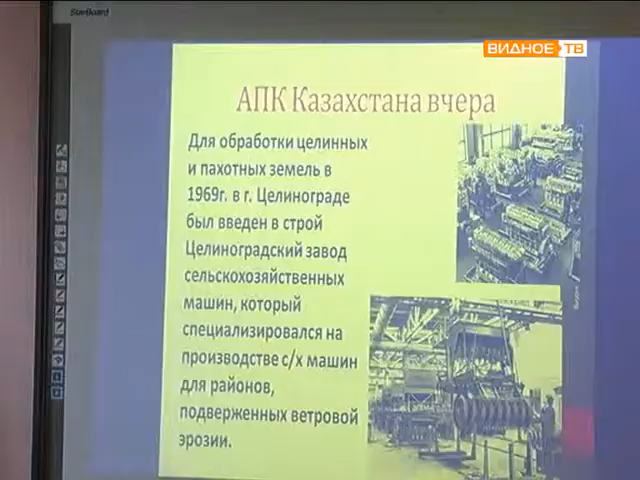 StarBoard
ВИДНОЕ ТВ
АПК Казахстана вчера
Для обработки целинных
и пахотных земель в
1969г. в г. Целинограде
был введен в строй
Целиноградский завод
сельскохозяйственных
машин, который
специализировался на
производстве с/х машин
для районов,
подверженных ветровой
эрозии.